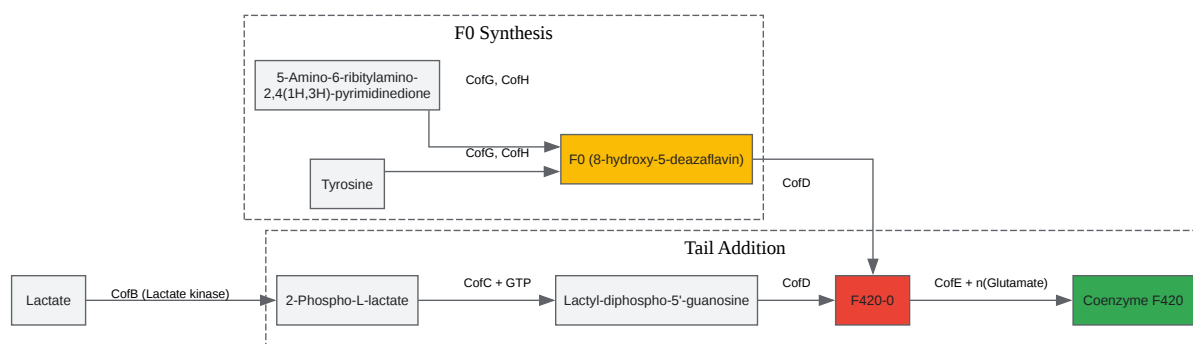 F0 Synthesis
5-Amino-6-ribitylamino-
2,4(1H,3H)-pyrimidinedione
CofG, CofH
CofG, CofH
F0 (8-hydroxy-5-deazaflavin)
Tyrosine
CofD
Tail Addition
Lactate
CofB (Lactate kinase)
2-Phospho-L-lactate
CofC + GTP
Lactyl-diphospho-5'-guanosine
CofD
F420-0
CofE + n(Glutamate)
Coenzyme F420